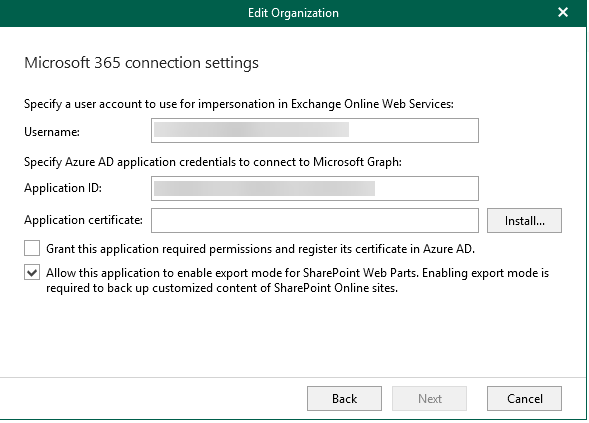 Edit Organization
Microsoft 365 connection settings
Specify a user account to use for impersonation in Exchange Online Web Services:
Username:
Specify Azure AD application credentials to connect to Microsoft Graph:
Application ID:
Application certificate:
Install...
Grant this application required permissions and register its certificate in Azure AD.
Allow this application to enable export mode for SharePoint Web Parts. Enabling export mode is
required to back up customized content of SharePoint Online sites.
Back
Next
Cancel